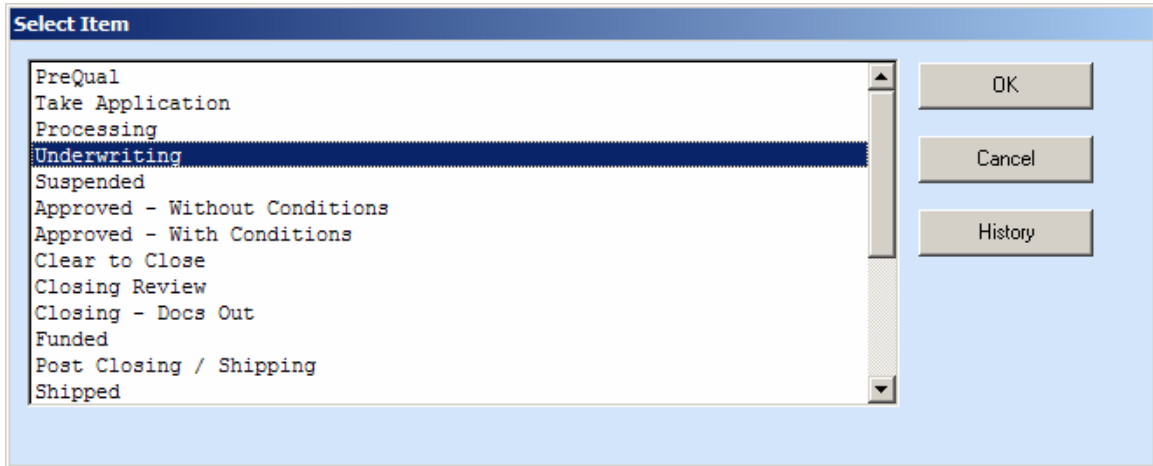 Select Item
PreQual
Take Application
Processing
Underwriting
Suspended
Approved - Without Conditions
Approved - With Conditions
Clear to Close
Closing Review
Closing - Docs Out
Funded
Post Closing / Shipping
Shipped
OK
Cancel
History